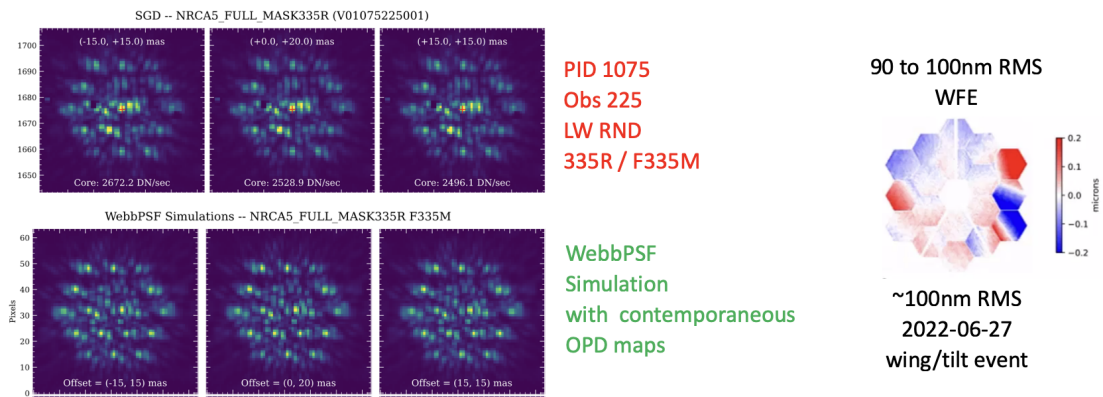 SGD -- NRCA5_FULL_MASK335R (V01075225001)
1700
1690
1680
1670
1660
1650
(-15.0, +15.0) mas
(+0.0, +20.0) mas
(+15.0, +15.0) mas
Core: 2672.2 DN/sec
Core: 2528.9 DN/sec
Core: 2496.1 DN/sec
PID 1075
Obs 225
LW RND
335R / F335M
WebbPSF Simulations -- NRCA5_FULL_MASK335R F335M
Pixels
60
50
40
30
20
10
0
Offset = (-15, 15) mas
Offset = (0, 20) mas
Offset = (15, 15) mas
WebbPSF
Simulation
with contemporaneous
OPD maps
90 to 100nm RMS
WFE
0.2
0.1
0.0
−0.1
−0.2
microns
~100nm RMS
2022-06-27
wing/tilt event